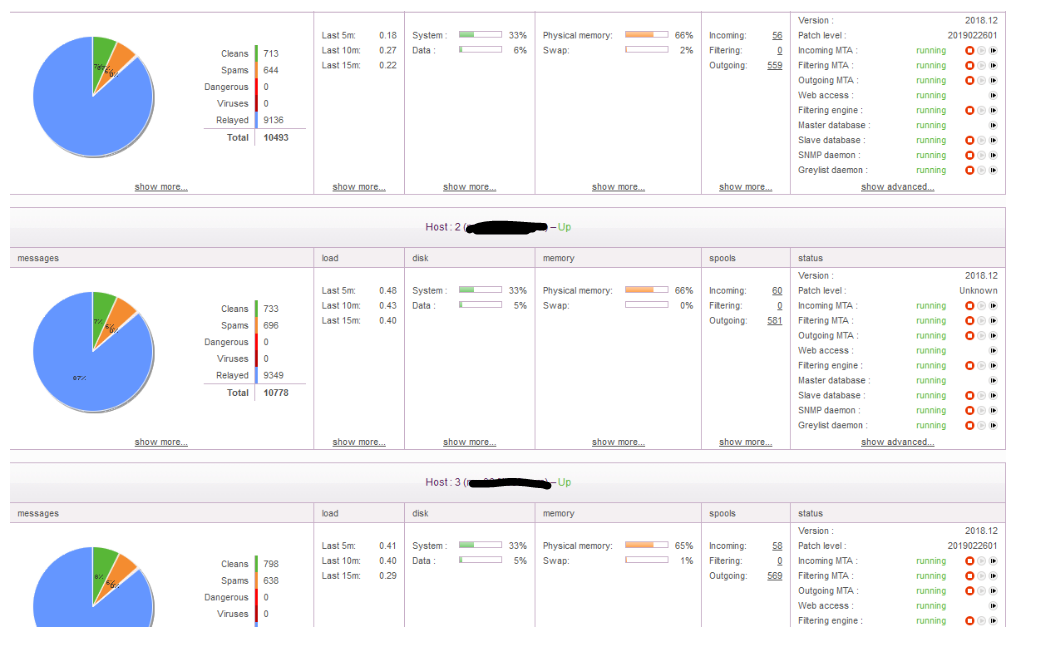 Version : 2018.12
Last 5m: 0.18 System : 33% Physical memory: 66% Incoming: 56 Patch level : 2019022601
Cleans 713 Last 10m: 0.27 Data : 6% Swap: 2% Filtering: 0 Incoming MTA : running
Spams 644 Last 15m: 0.22 Outgoing: 559 Filtering MTA : running
Dangerous 0 Outgoing MTA : running
Viruses 0 Web access : running
Relayed 9136 Filtering engine : running
Total 10493 Master database : running
Slave database : running
SNMP daemon : running
Greylist daemon : running
show more... show more... show more... show more... show more... show advanced...
Host : 2 ( ) – Up
messages load disk memory spools status
Version : 2018.12
Last 5m: 0.48 System : 33% Physical memory: 66% Incoming: 60 Patch level : Unknown
Cleans 733 Last 10m: 0.43 Data : 5% Swap: 0% Filtering: 0 Incoming MTA : running
7% Spams 696 Last 15m: 0.40 Outgoing: 581 Filtering MTA : running
Dangerous 0 Outgoing MTA : running
Viruses 0 Web access : running
87% Relayed 9349 Filtering engine : running
Total 10778 Master database : running
Slave database : running
SNMP daemon : running
Greylist daemon : running
show more... show more... show more... show more... show more... show advanced...
Host : 3 ( ) – Up
messages load disk memory spools status
Version : 2018.12
Last 5m: 0.41 System : 33% Physical memory: 65% Incoming: 58 Patch level : 2019022601
Cleans 798 Last 10m: 0.40 Data : 5% Swap: 1% Filtering: 0 Incoming MTA : running
Spams 638 Last 15m: 0.29 Outgoing: 569 Filtering MTA : running
Dangerous 0 Outgoing MTA : running
Viruses 0 Web access : running
Filtering engine : running